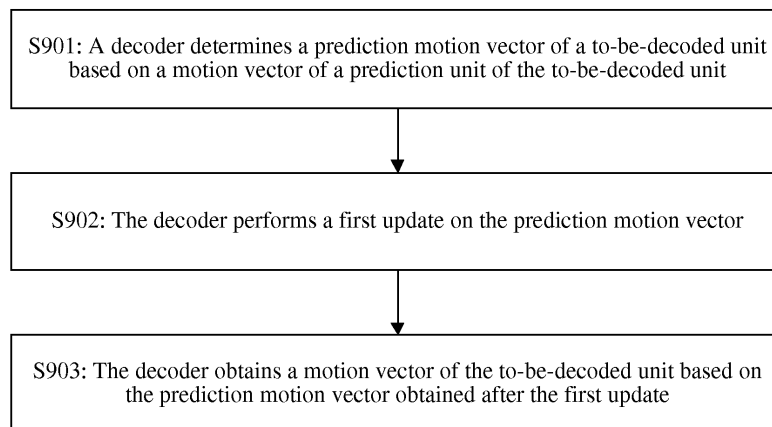 S901: A decoder determines a prediction motion vector of a to-be-decoded unit
based on a motion vector of a prediction unit of the to-be-decoded unit
S902: The decoder performs a first update on the prediction motion vector
S903: The decoder obtains a motion vector of the to-be-decoded unit based on
the prediction motion vector obtained after the first update